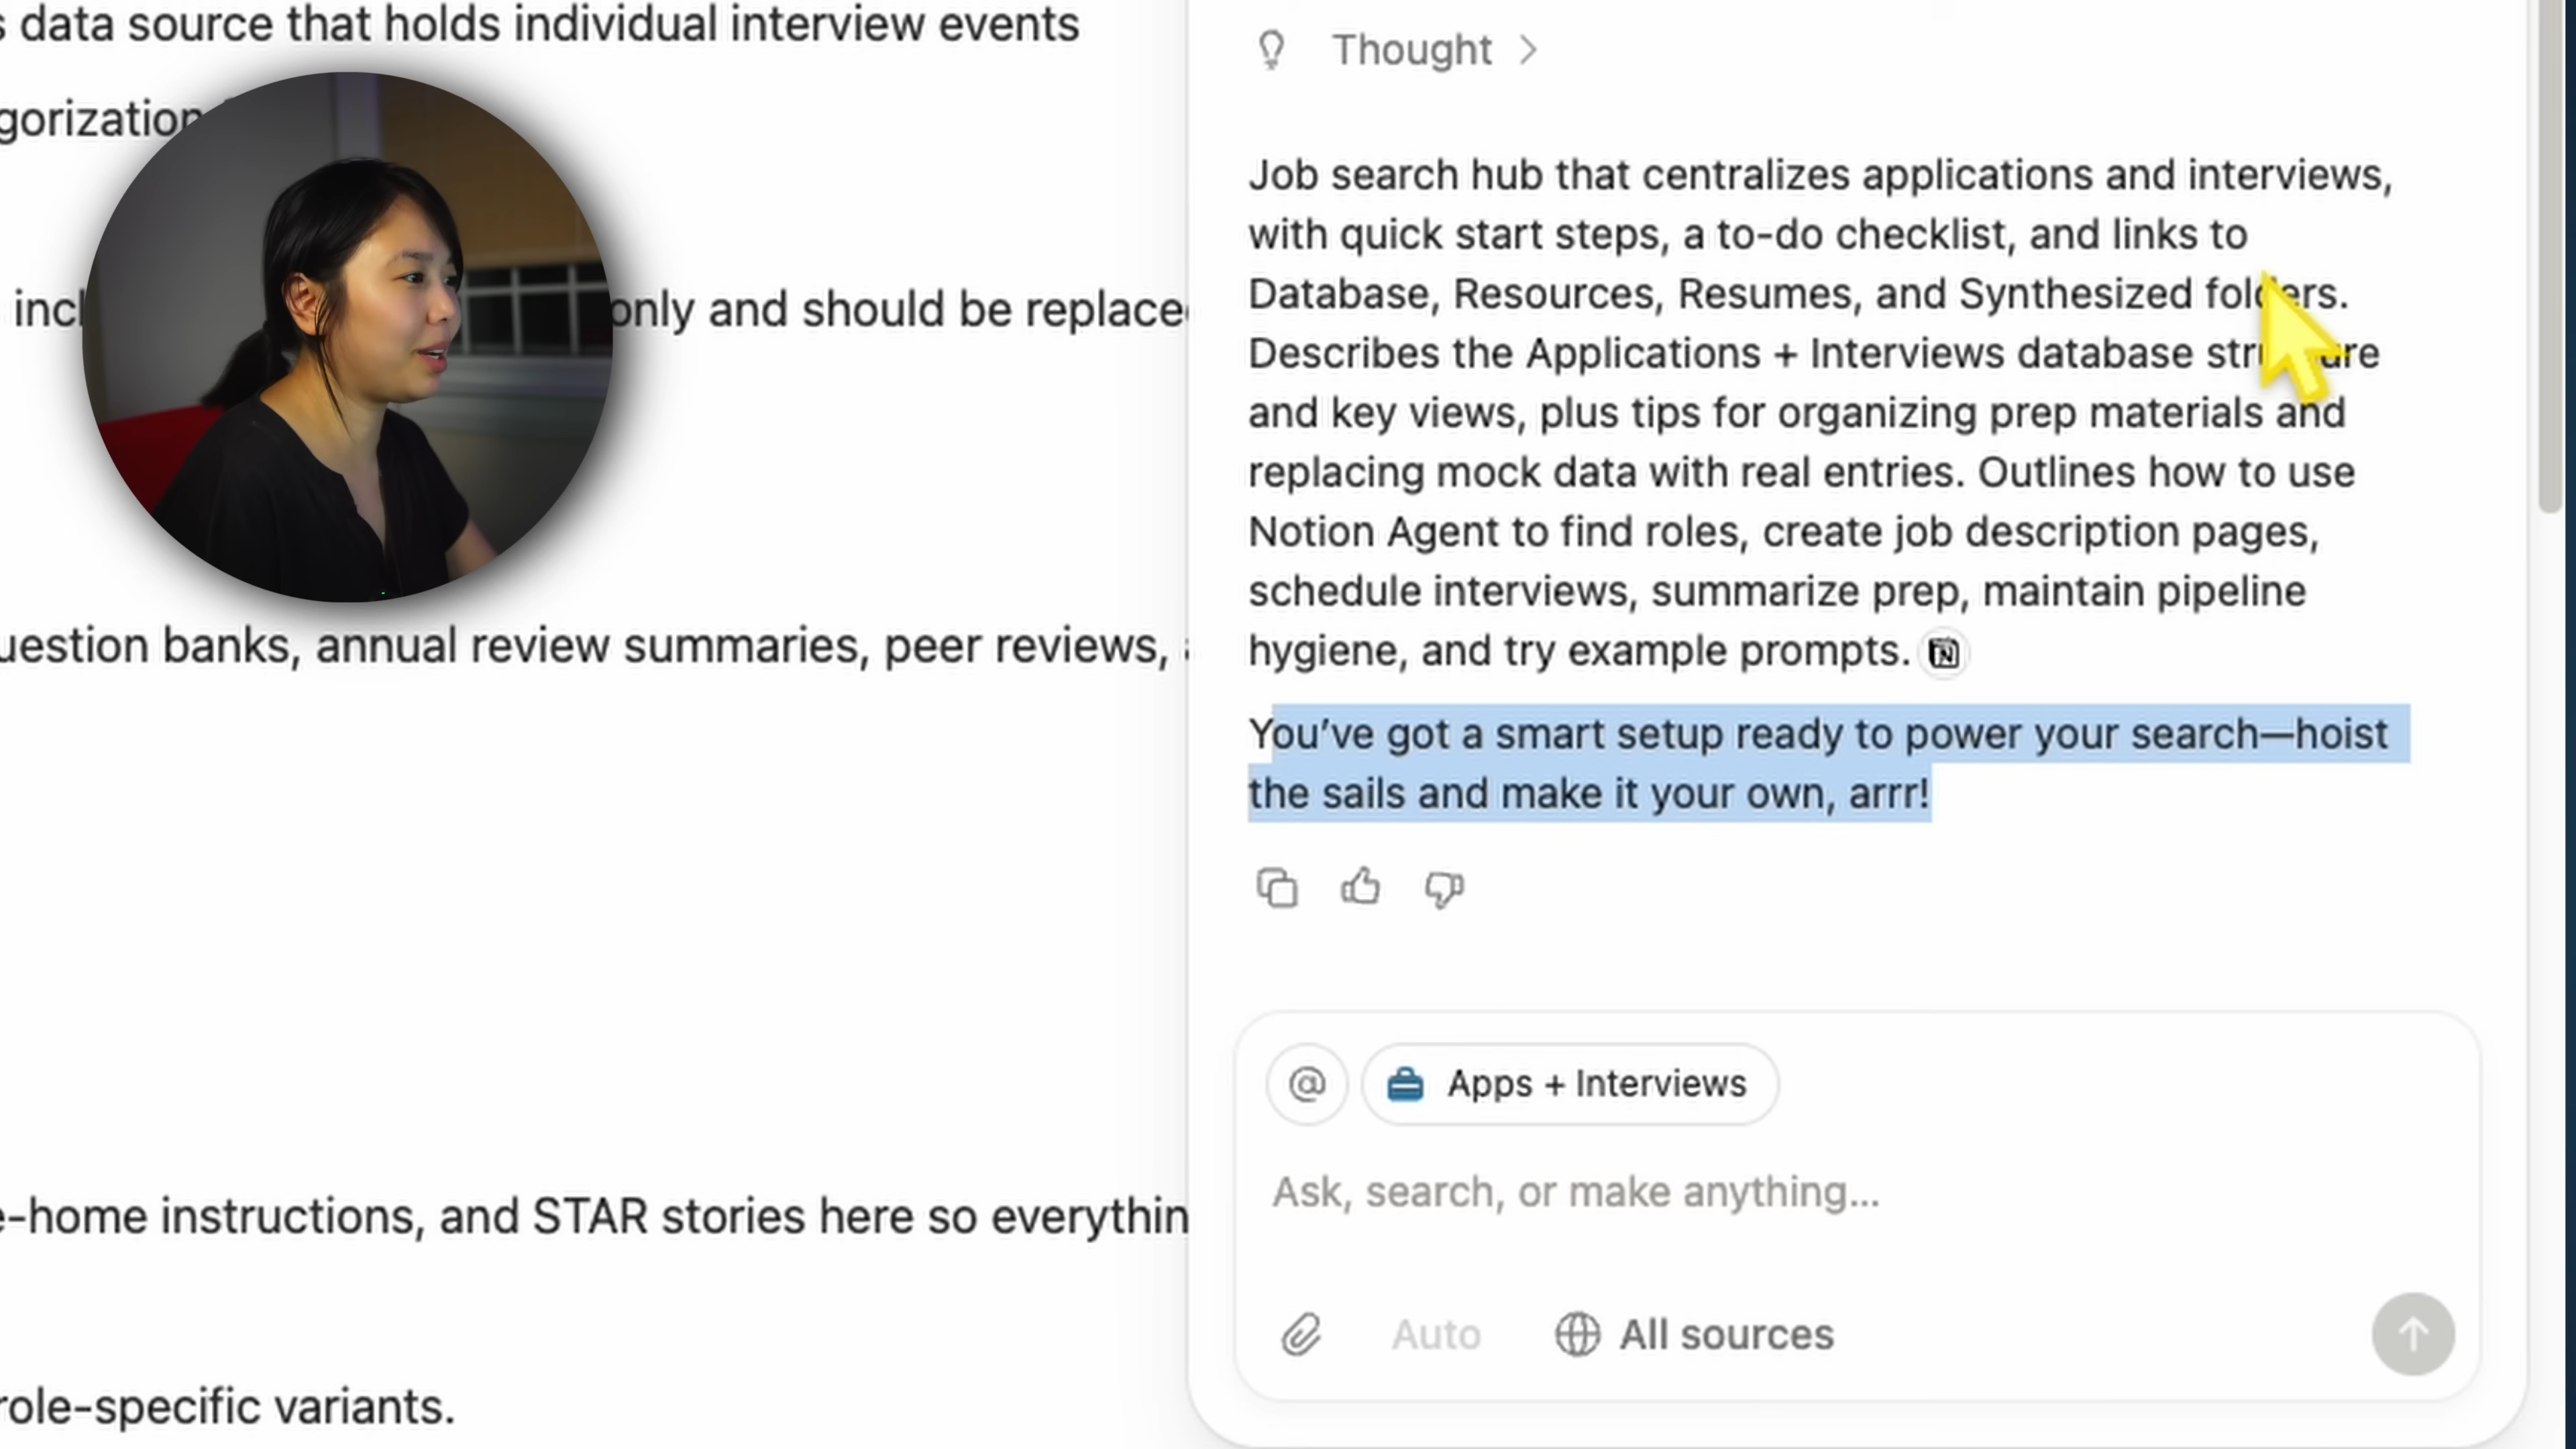 s data source that holds individual interview events
gorization
incl
only and should be replace
uestion banks, annual review summaries, peer reviews,
e-home instructions, and STAR stories here so everythin
role-specific variants.
Thought >
Job search hub that centralizes applications and interviews,
with quick start steps, a to-do checklist, and links to
Database, Resources, Resumes, and Synthesized folders.
Describes the Applications + Interviews database structure
and key views, plus tips for organizing prep materials and
replacing mock data with real entries. Outlines how to use
Notion Agent to find roles, create job description pages,
schedule interviews, summarize prep, maintain pipeline
hygiene, and try example prompts.
You’ve got a smart setup ready to power your search—hoist
the sails and make it your own, arrr!
@ Apps + Interviews
Ask, search, or make anything...
Auto All sources